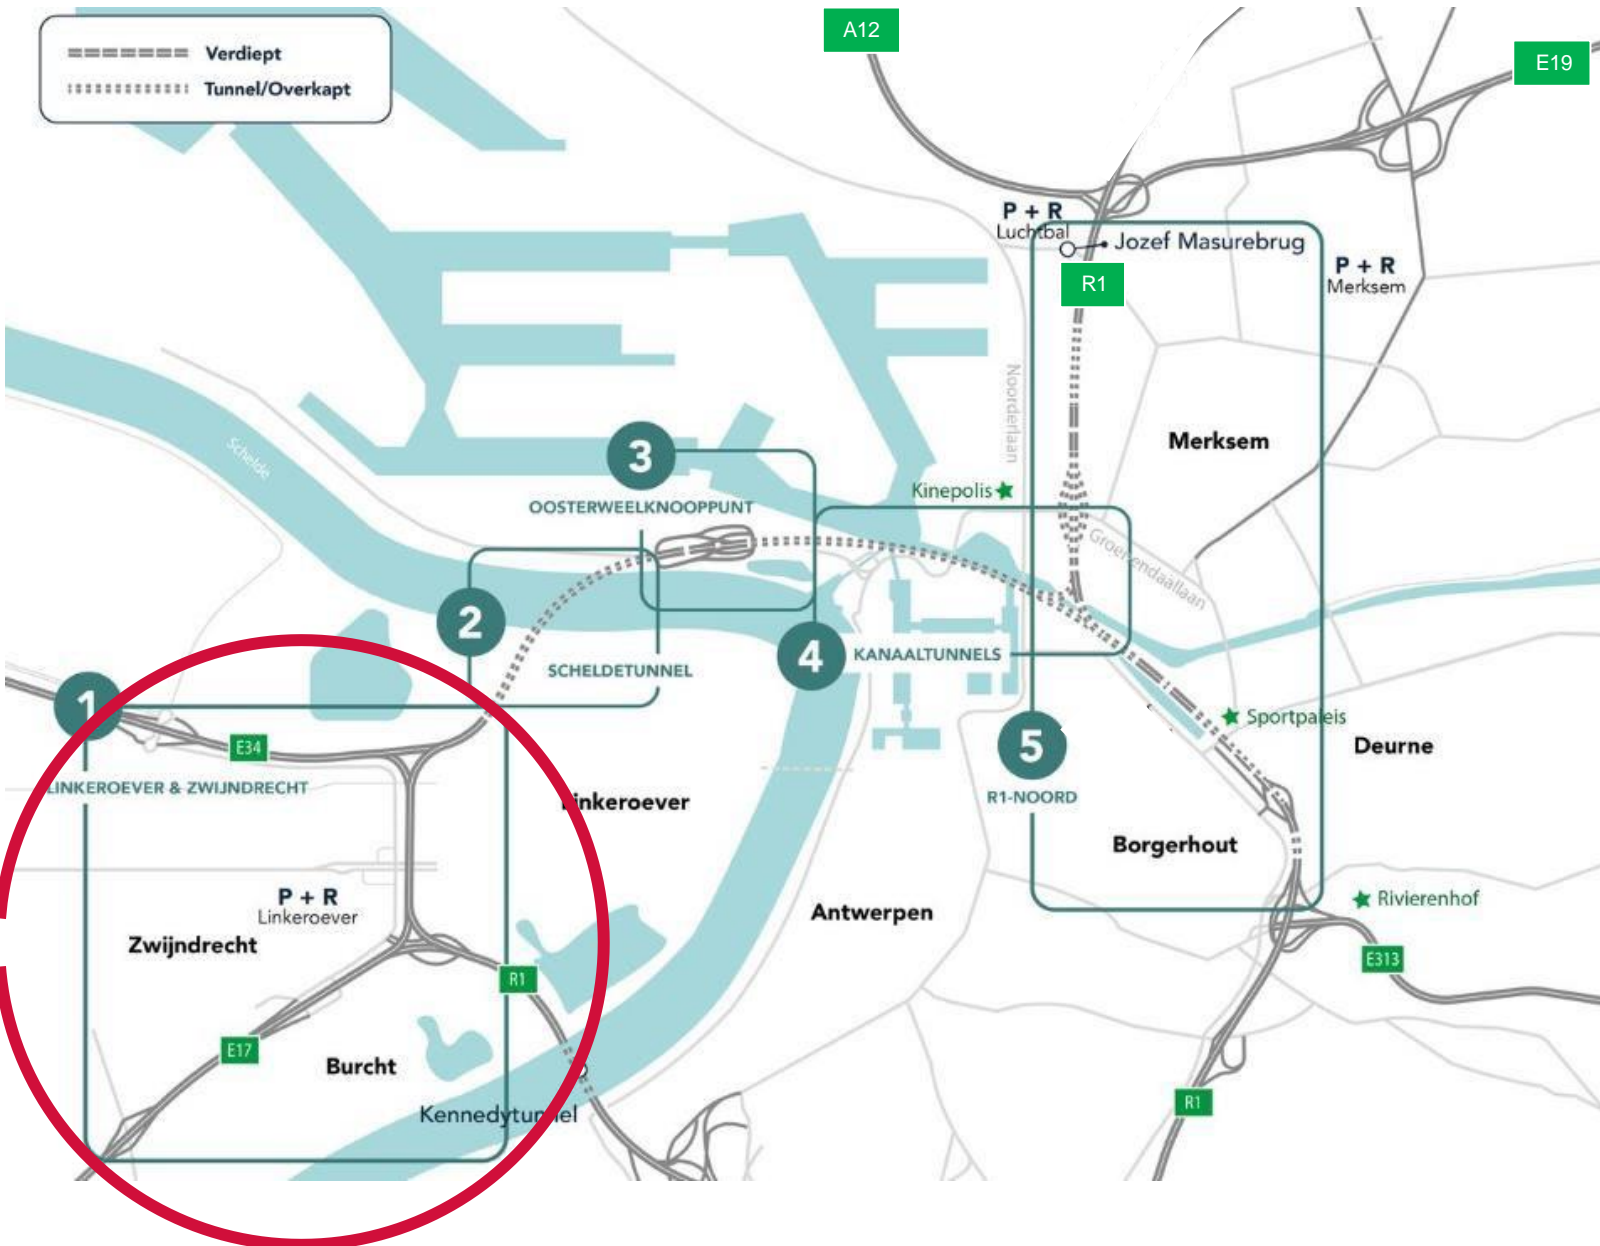 Verdiept
Tunnel/Overkapt
A12
E19
P + R
Luchtbal
Jozef Masurebrug
P + R
Merksem
R1
Noorderlaan
Merksem
Schelde
3
Kinepolis
OOSTERWEELKNOOPPUNT
Groenendaallaan
2
SCHELDETUNNEL
4
KANAALTUNNELS
1
E34
Sportpaleis
5
Deurne
LINKEROEVER & ZWIJNDRECHT
Linkeroever
R1-NOORD
Borgerhout
P + R
Linkeroever
Rivierenhof
Antwerpen
Zwijndrecht
E313
R1
E17
Burcht
Kennedytunnel
R1